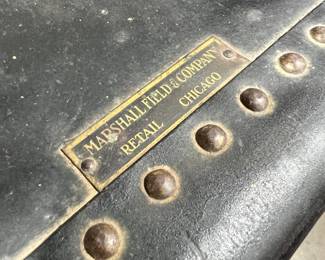 MARSHALL FIELD & COMPANY
RETAIL CHICAGO